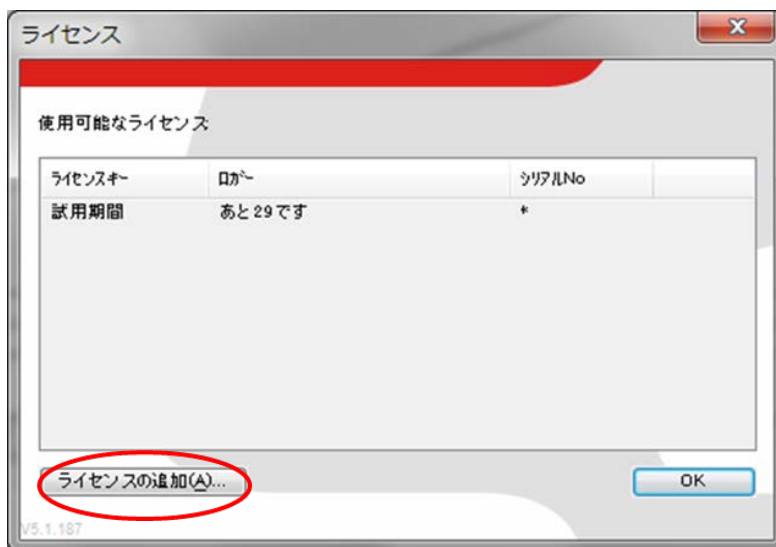 ライセンス
使用可能なライセンス
ライセンスキー ロガー シリアルNo
試用期間 あと29です *
ライセンスの追加(A)... OK
V5.1.187